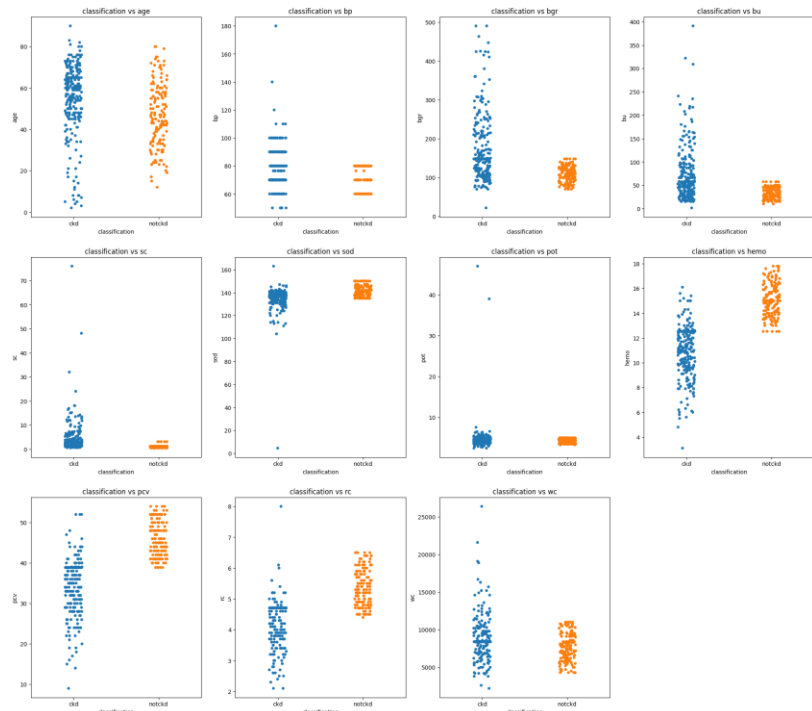 classification vs age
classification vs bp
classification vs bgr
classification vs bu
age
80
60
40
20
0
ckd
notckd
classification
bp
180
160
140
120
100
80
60
ckd
notckd
classification
bgr
500
400
300
200
100
0
ckd
notckd
classification
bu
400
350
300
250
200
150
100
50
0
ckd
notckd
classification
classification vs sc
classification vs sod
classification vs pot
classification vs hemo
sc
70
60
50
40
30
20
10
0
ckd
notckd
classification
sod
160
140
120
100
80
60
40
20
0
ckd
notckd
classification
pot
40
30
20
10
ckd
notckd
classification
hemo
18
16
14
12
10
8
6
4
ckd
notckd
classification
classification vs pcv
classification vs rc
classification vs wc
pcv
50
40
30
20
10
ckd
notckd
rc
8
7
6
5
4
3
2
ckd
notckd
wc
25000
20000
15000
10000
5000
ckd
notckd